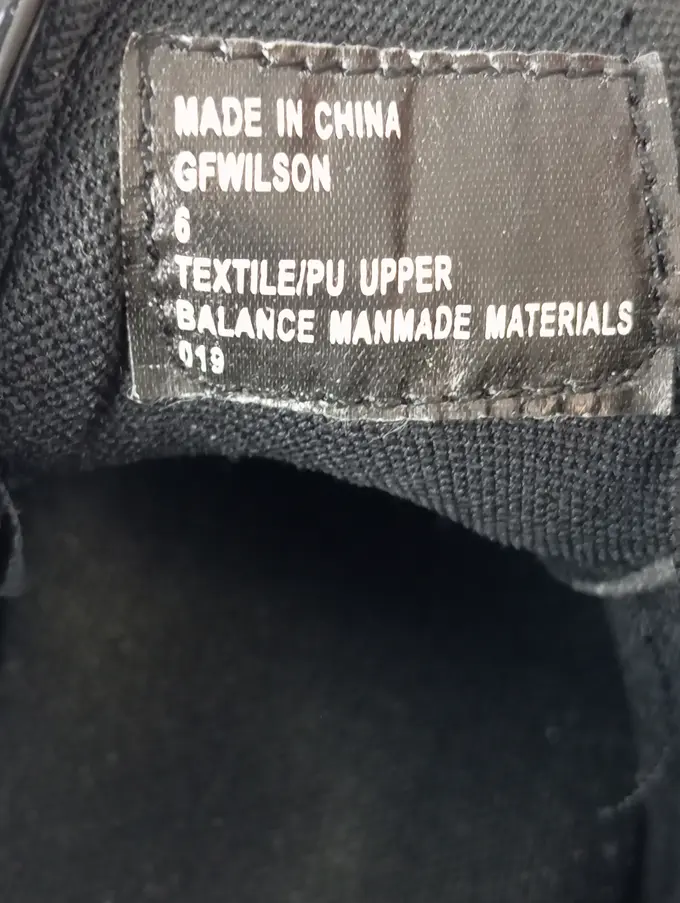 MADE IN CHINA
GFWILSON
6
TEXTILE/PU UPPER
BALANCE MANMADE MATERIALS
019